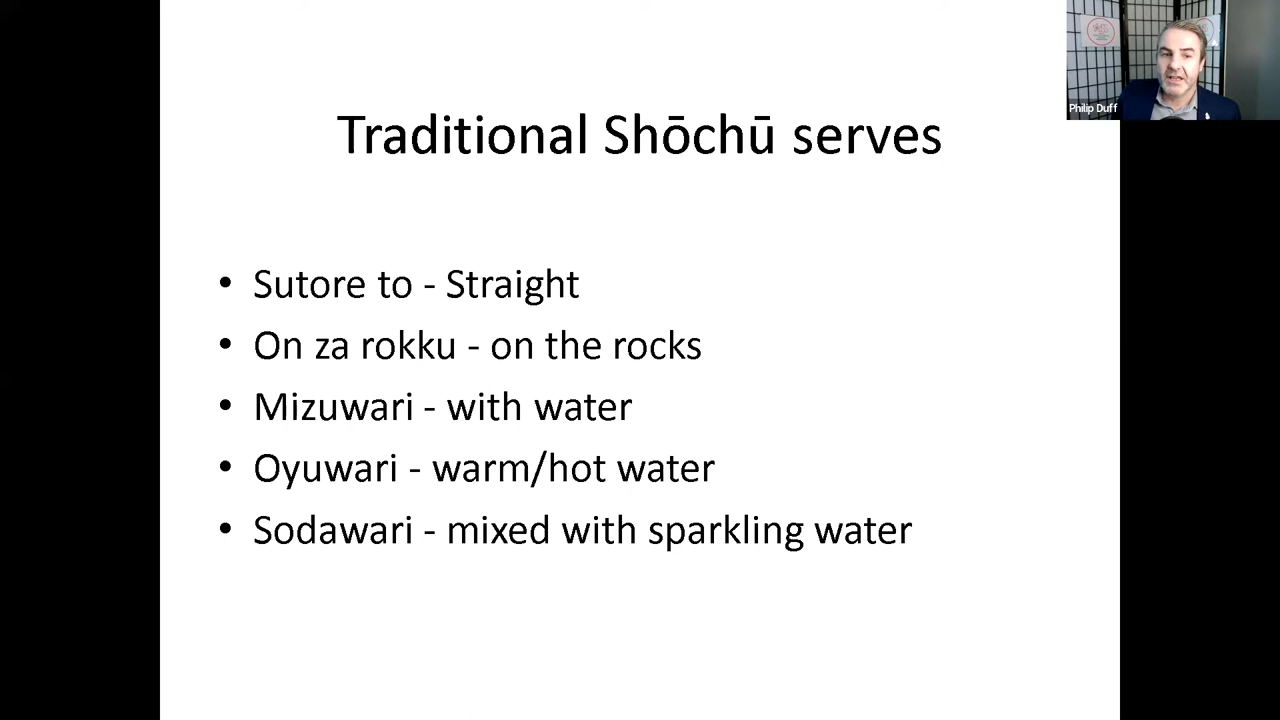 Traditional Shōchū serves
• Sutore to - Straight
• On za rokku - on the rocks
• Mizuwari - with water
• Oyuwari - warm/hot water
• Sodawari - mixed with sparkling water
Philip Duff